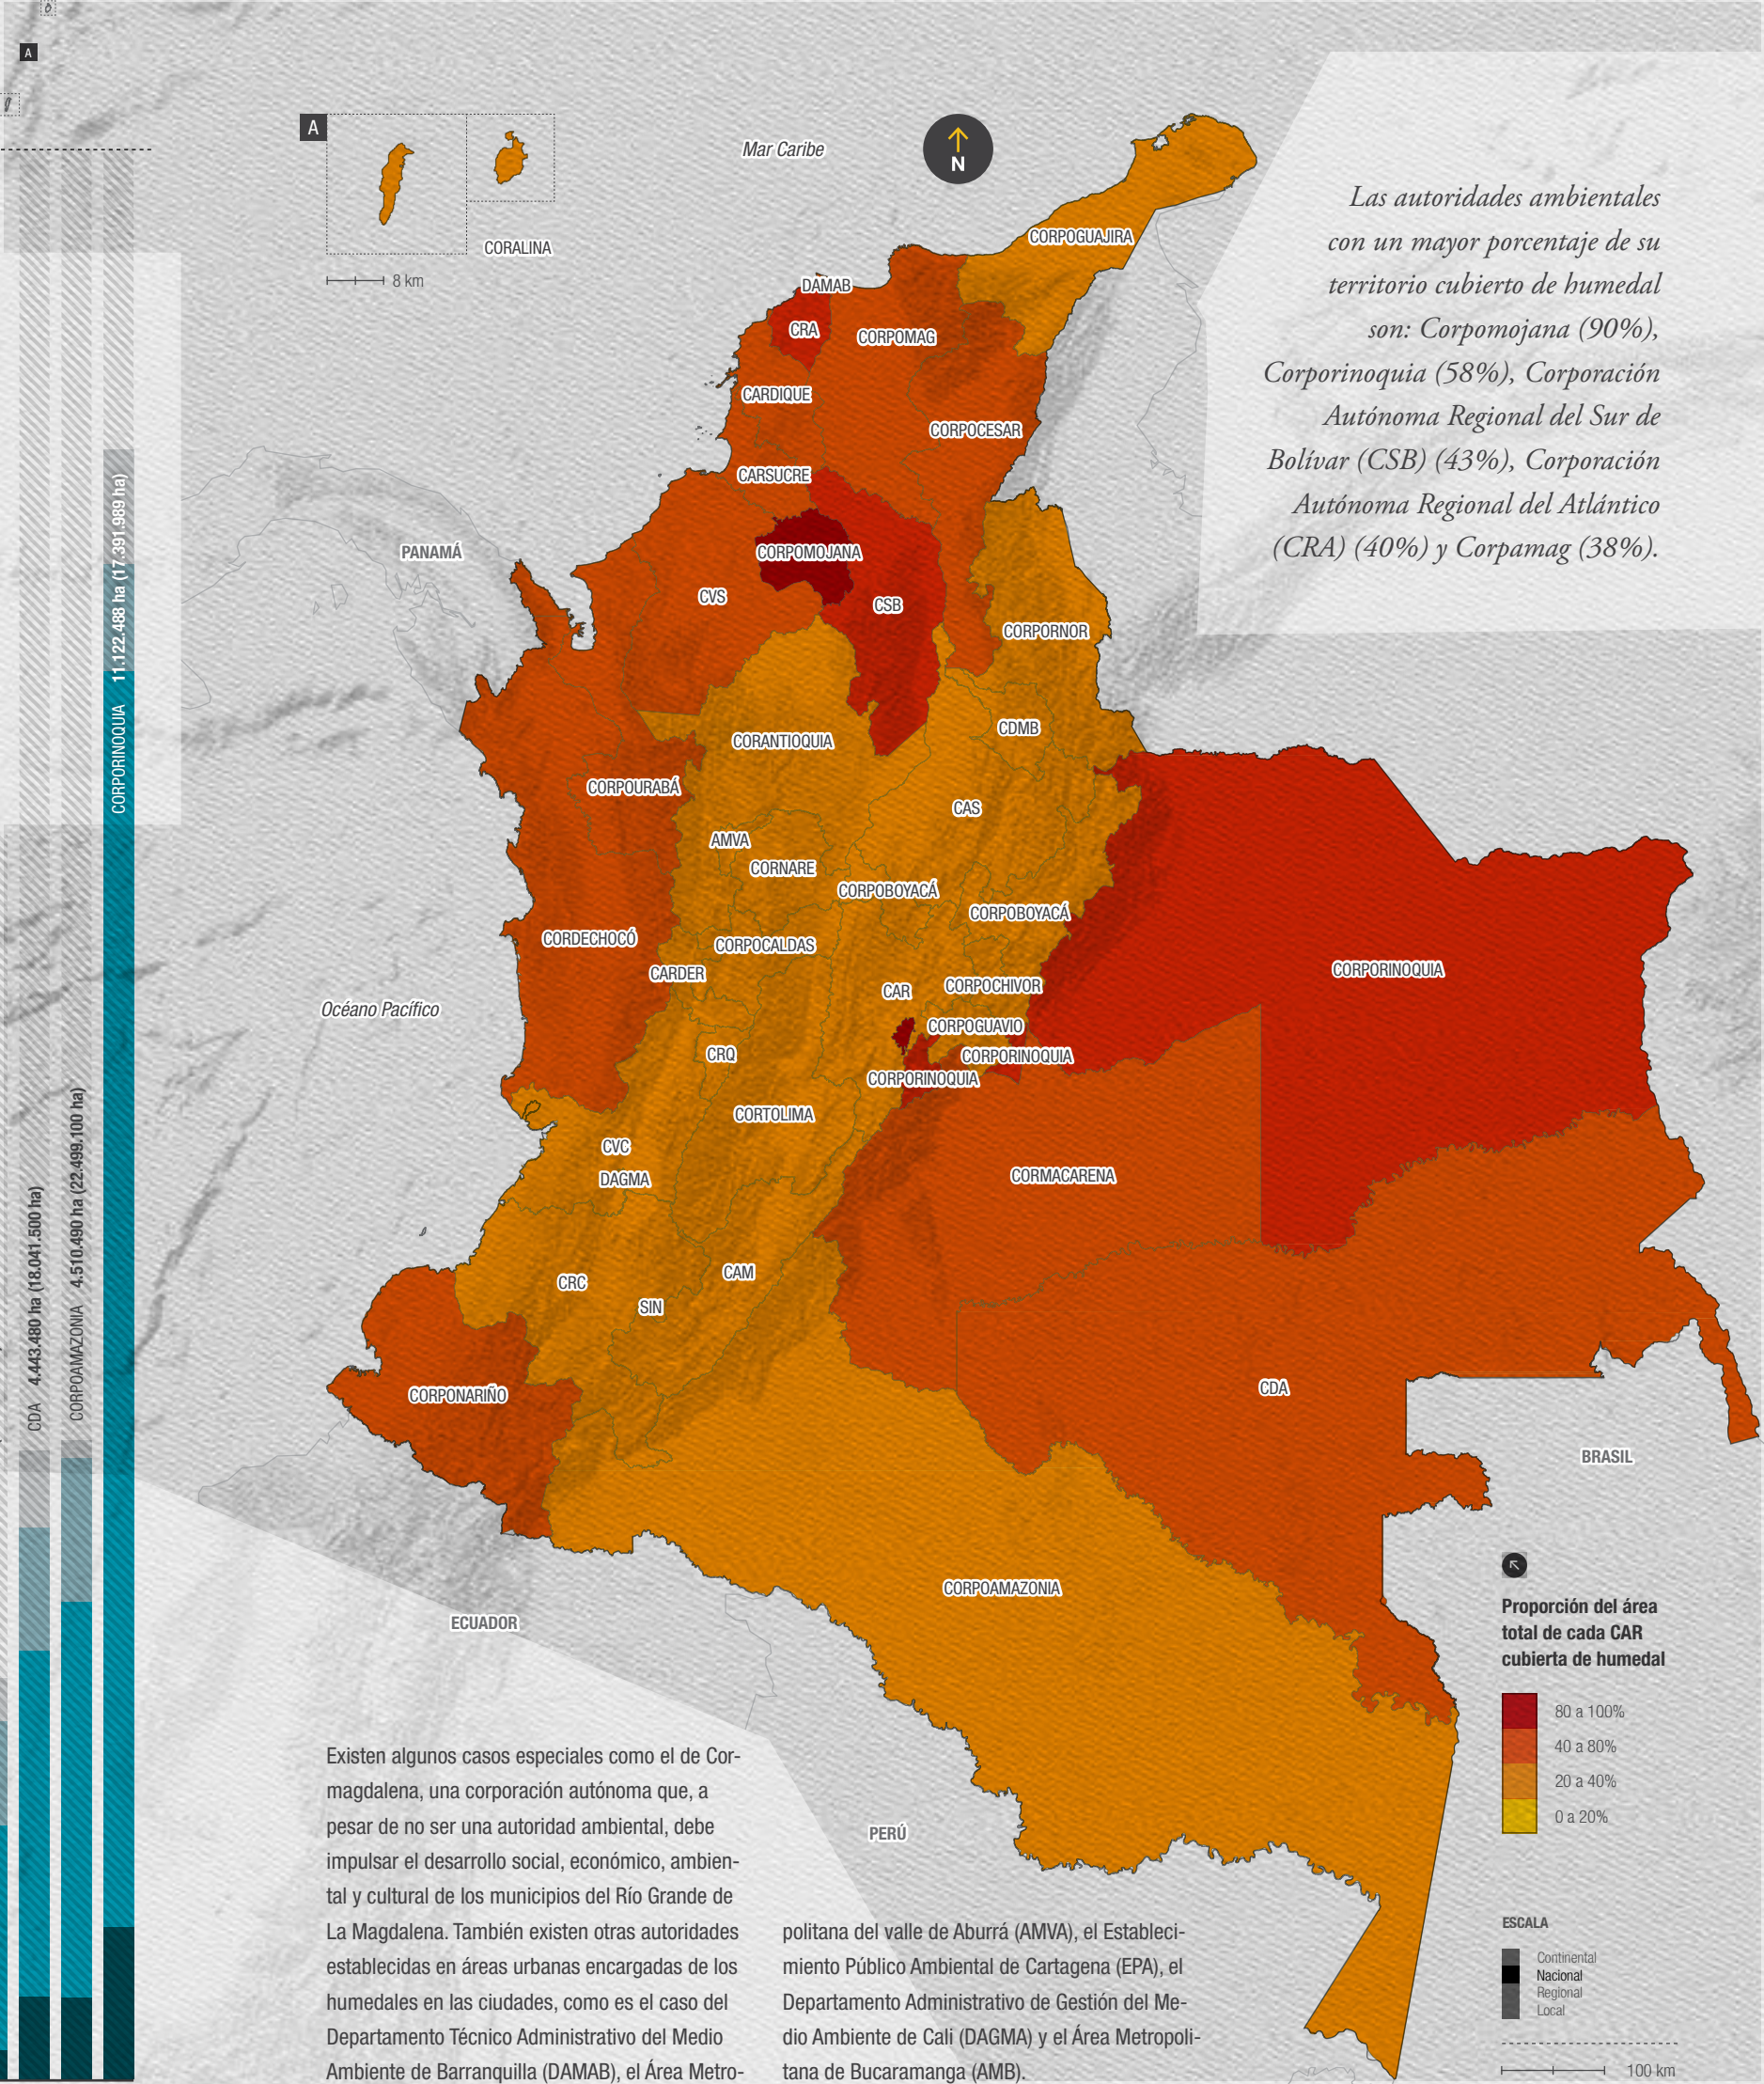 A
A
Mar Caribe
N
CORALINA
8 km
Las autoridades ambientales
con un mayor porcentaje de su
territorio cubierto de humedal
son: Corpomojana (90%),
Corporinoquia (58%), Corporación
Autónoma Regional del Sur de
Bolívar (CSB) (43%), Corporación
Autónoma Regional del Atlántico
(CRA) (40%) y Corpamag (38%).
CORPOGUAJIRA
DAMAB
CRA
CORPOMAG
CARDIQUE
CORPOCESAR
CARSUCRE
PANAMÁ
CORPOMOJANA
CVS
CSB
CORPORNOR
CDMB
CORANTIOQUIA
CORPOURABÁ
CAS
AMVA
CORNARE
CORPOBOYACÁ
CORPOBOYACÁ
CORDECHOCÓ
CORPOCALDAS
CARDER
CORPORINOQUIA
CAR
CORPOCHIVOR
Océano Pacífico
CORPOGUAVIO
CRQ
CORPORINOQUIA
CORPORINOQUIA
CORTOLIMA
CVC
CORMACARENA
DAGMA
CAM
CRC
SIN
CORPONARIÑO
CDA
BRASIL
CORPOAMAZONIA
ECUADOR
PERÚ
CDA 4.443.480 ha (18.041.500 ha)
CORPOAMAZONIA 4.510.490 ha (22.499.100 ha)
CORPORINOQUIA 11.122.488 ha (17.391.989 ha)
Proporción del área
total de cada CAR
cubierta de humedal
80 a 100%
40 a 80%
20 a 40%
0 a 20%
ESCALA
Continental
Nacional
Regional
Local
100 km
Existen algunos casos especiales como el de Cor-
magdalena, una corporación autónoma que, a
pesar de no ser una autoridad ambiental, debe
impulsar el desarrollo social, económico, ambien-
tal y cultural de los municipios del Río Grande de
La Magdalena. También existen otras autoridades
establecidas en áreas urbanas encargadas de los
humedales en las ciudades, como es el caso del
Departamento Técnico Administrativo del Medio
Ambiente de Barranquilla (DAMAB), el Área Metro-
politana del valle de Aburrá (AMVA), el Estableci-
miento Público Ambiental de Cartagena (EPA), el
Departamento Administrativo de Gestión del Me-
dio Ambiente de Cali (DAGMA) y el Área Metropoli-
tana de Bucaramanga (AMB).